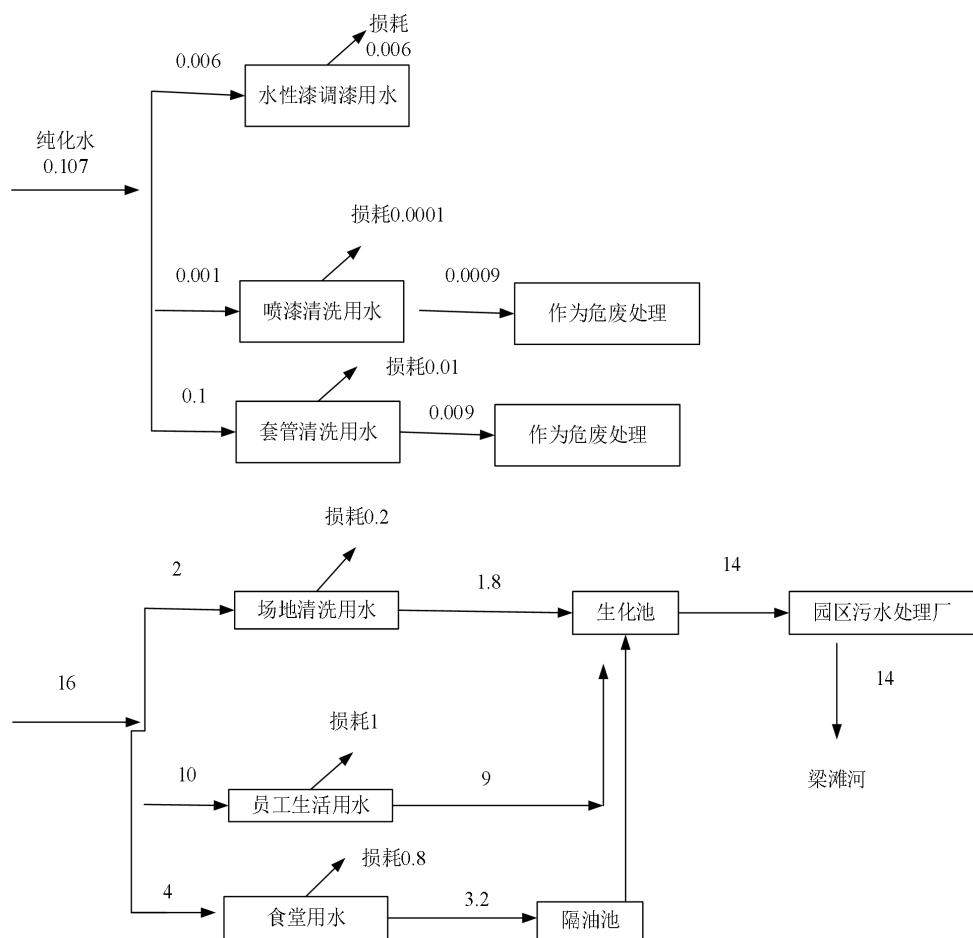 损耗
0.006
0.006
水性漆调漆用水
纯化水
0.107
损耗0.0001
0.001
0.0009
喷漆清洗用水
作为危废处理
损耗0.01
0.1
0.009
套管清洗用水
作为危废处理
损耗0.2
2
1.8
14
场地清洗用水
生化池
园区污水处理厂
16
14
损耗1
10
9
梁滩河
员工生活用水
损耗0.8
4
3.2
食堂用水
隔油池